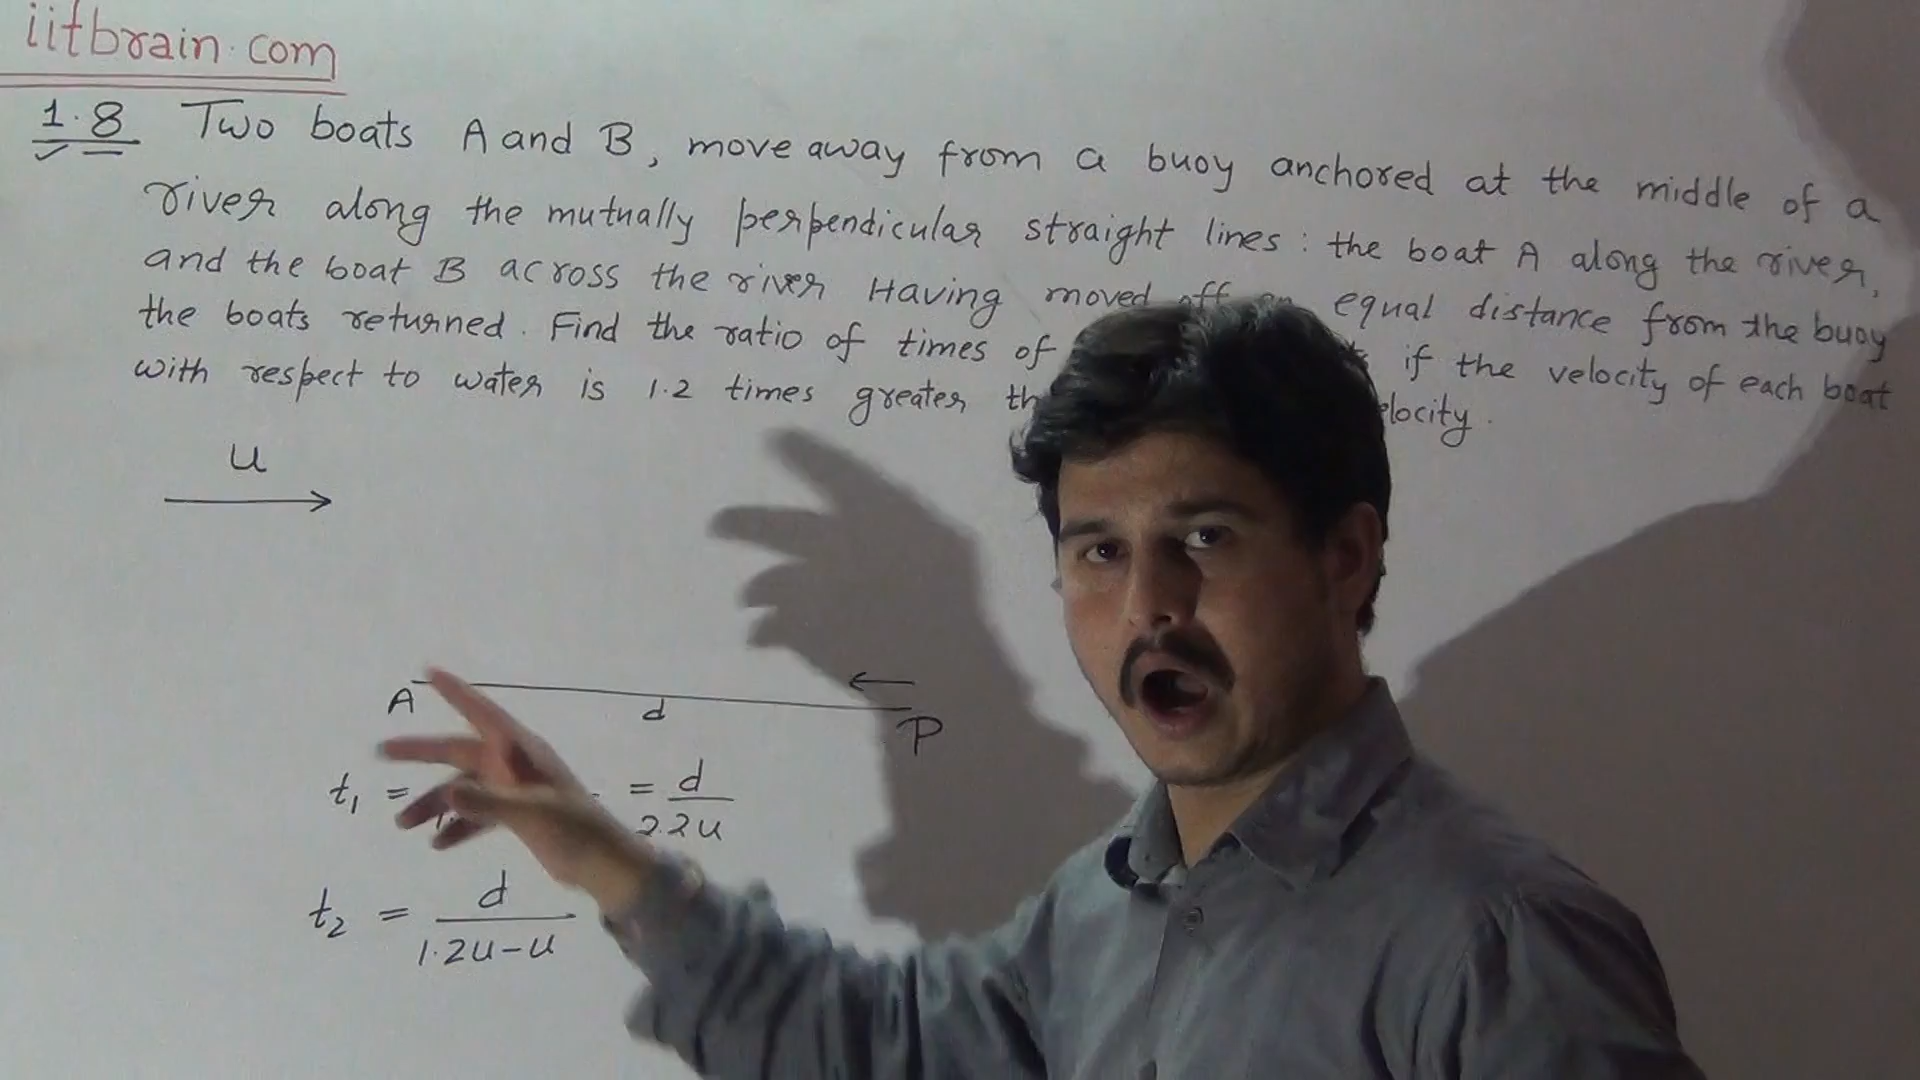 iitbrain.com
1.8 Two boats A and B, move away from a buoy anchored at the middle of a
river along the mutually perpendicular straight lines: the boat A along the river,
and the boat B across the river Having moved off an equal distance from the buoy
the boats returned. Find the ratio of times of if the velocity of each boat
with respect to water is 1.2 times greater
u
A d P
t₁ = = d/2.2u
t₂ = d/1.2u-u